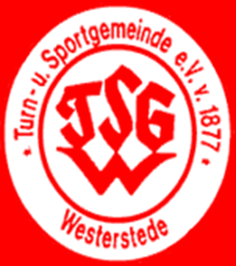 * Turn- u. Sportgemeinde e.V. v. 1877 *
TSG
W
Westerstede